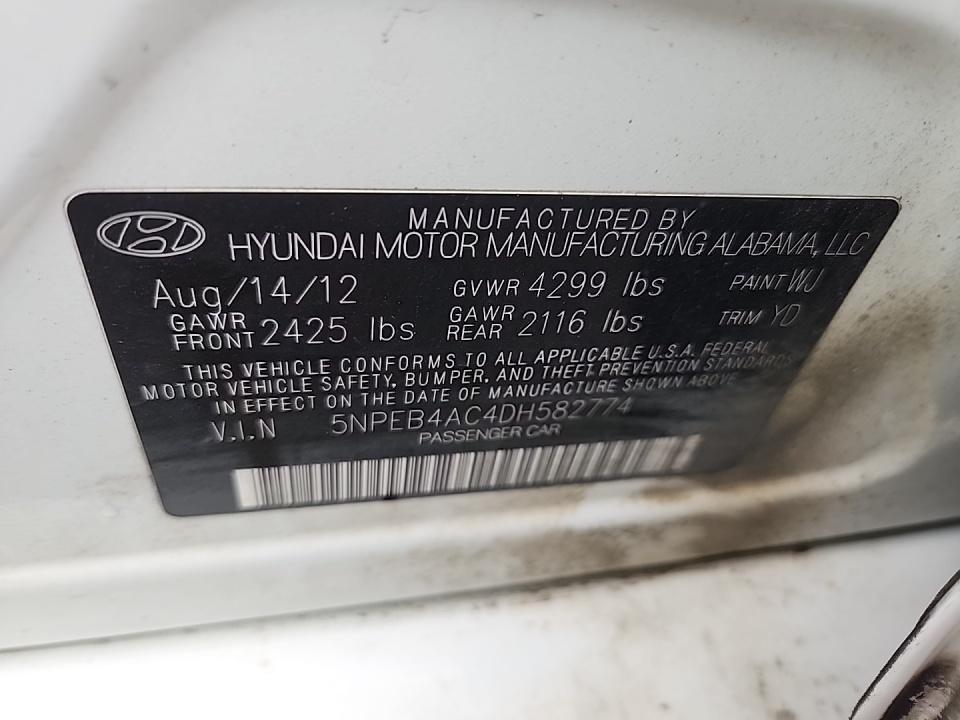 MANUFACTURED BY
HYUNDAI MOTOR MANUFACTURING ALABAMA, LLC
Aug/14/12 GVWR 4299 lbs PAINT WJ
GAWR FRONT 2425 lbs GAWR REAR 2116 lbs TRIM YD
THIS VEHICLE CONFORMS TO ALL APPLICABLE U.S.A. FEDERAL
MOTOR VEHICLE SAFETY, BUMPER, AND THEFT PREVENTION STANDARDS
IN EFFECT ON THE DATE OF MANUFACTURE SHOWN ABOVE
V.I.N 5NPEB4AC4DH582774
PASSENGER CAR